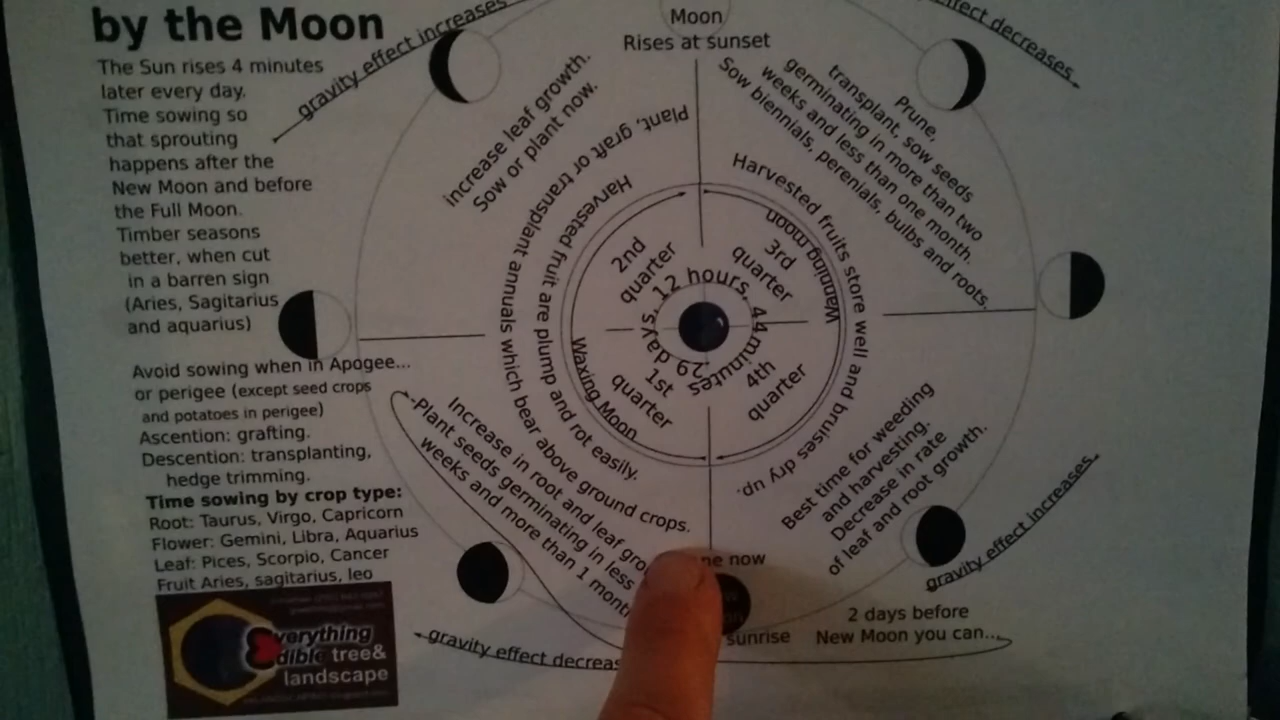 by the Moon
The Sun rises 4 minutes
later every day.
Time sowing so
that sprouting
happens after the
New Moon and before
the Full Moon.
Timber seasons
better, when cut
in a barren sign
(Aries, Sagitarius
and aquarius)
Avoid sowing when in Apogee...
or perigee (except seed crops
and potatoes in perigee)
Ascention: grafting.
Descention: transplanting,
hedge trimming.
Time sowing by crop type:
Root: Taurus, Virgo, Capricorn
Flower: Gemini, Libra, Aquarius
Leaf: Pices, Scorpio, Cancer
Fruit Aries, sagitarius, leo
verything
dible tree&
landscape
gravity effect increases
Moon
Rises at sunset
effect decreases
increase leaf growth.
Sow or plant now.
Prune,
transplant, sow seeds
germinating in more than two
weeks and less than one month.
Sow biennials, perenials, bulbs and roots.
Plant, graft or transplant annuals which bear above ground crops.
Harvested fruit are plump and rot easily.
Harvested fruits store well and bruises dry up.
Waning moon
Waxing Moon
2nd
quarter
3rd
quarter
1st
quarter
4th
quarter
29 days, 12 hours, 44 minutes
Increase in root and leaf gro
Plant seeds germinating in less
weeks and more than 1 mont
Best time for weeding
and harvesting.
Decrease in rate
of leaf and root growth.
gravity effect increases
now
sunrise
2 days before
New Moon you can...
gravity effect decreas